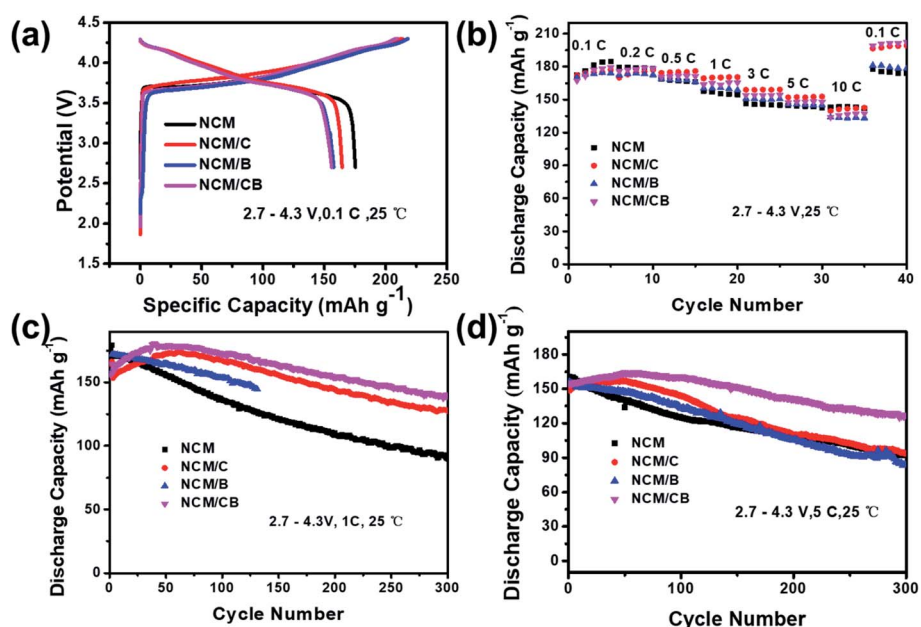 (a)
4.5
4.0
3.5
3.0
2.5
2.0
1.5
Potential (V)
NCM
NCM/C
NCM/B
NCM/CB
2.7 - 4.3 V,0.1 C ,25 ℃
0 50 100 150 200 250
Specific Capacity (mAh g-1)
(b)
210
180
150
120
90
60
30
0
Discharge Capacity (mAh g-1)
0.1 C 0.2 C 0.5 C 1 C 3 C 5 C 10 C 0.1 C
NCM
NCM/C
NCM/B
NCM/CB
2.7 - 4.3 V,25 ℃
0 10 20 30 40
Cycle Number
(c)
150
100
50
0
Discharge Capacity (mAh g-1)
NCM
NCM/C
NCM/B
NCM/CB
2.7 - 4.3V, 1C, 25 ℃
0 50 100 150 200 250 300
Cycle Number
(d)
180
150
120
90
60
30
0
Discharge Capacity (mAh g-1)
NCM
NCM/C
NCM/B
NCM/CB
2.7 - 4.3 V,5 C,25 ℃
0 100 200 300
Cycle Number